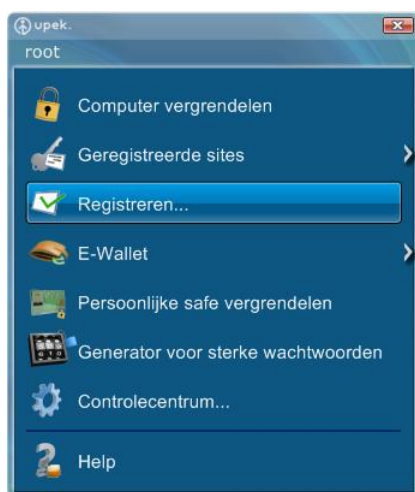 upek.
root
Computer vergrendelen
Geregistreerde sites
Registreren...
E-Wallet
Persoonlijke safe vergrendelen
Generator voor sterke wachtwoorden
Controlecentrum...
Help